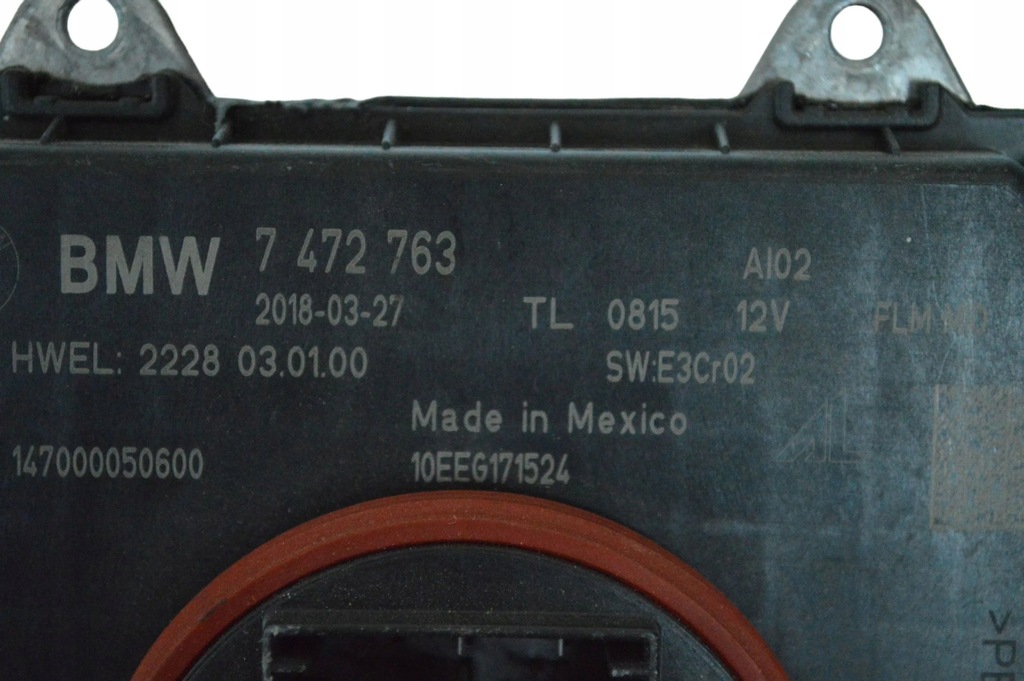 BMW 7 472 763 AI02
2018-03-27 TL 0815 12V
HWEL: 2228 03.01.00 SW:E3Cr02
Made in Mexico AL
147000050600 10EEG171524